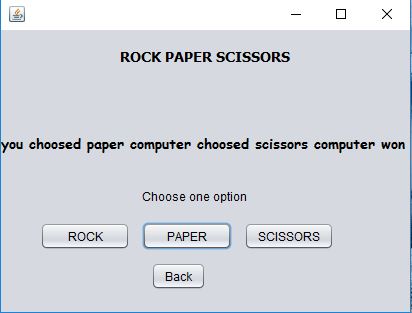 ROCK PAPER SCISSORS
you choosed paper computer choosed scissors computer won
Choose one option
ROCK PAPER SCISSORS
Back